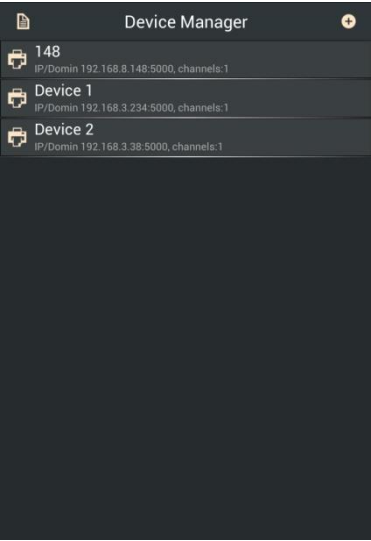 Device Manager
148
IP/Domin 192.168.8.148:5000, channels:1
Device 1
IP/Domin 192.168.3.234:5000, channels:1
Device 2
IP/Domin 192.168.3.38:5000, channels:1